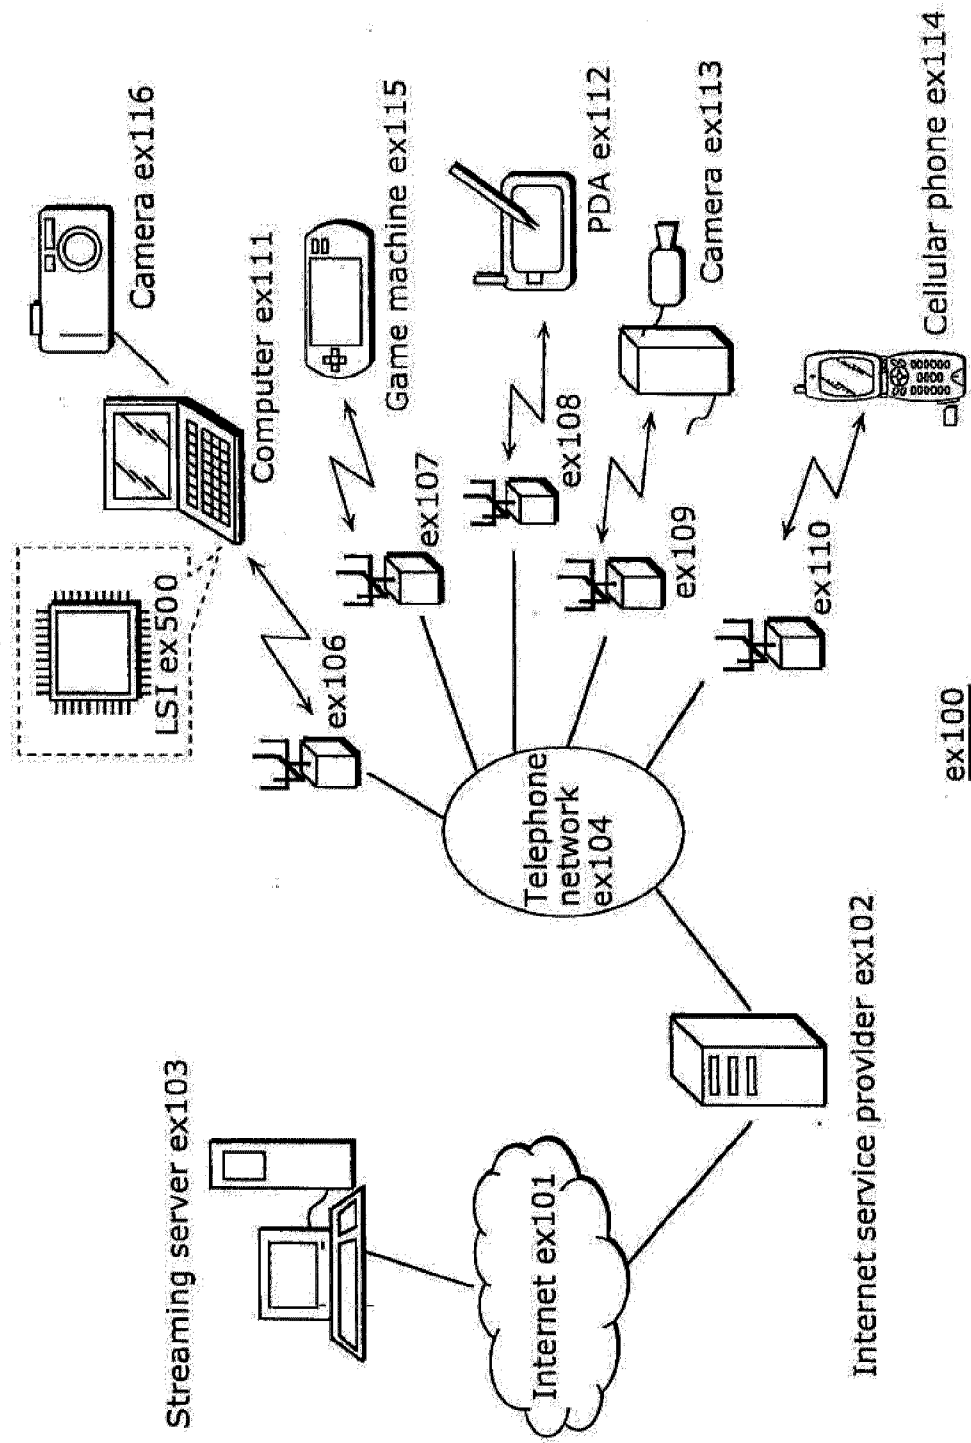 Streaming server ex103
Internet ex101
Internet service provider ex102
Telephone
network
ex104
LSI ex500
ex106
ex107
ex108
ex109
ex110
Camera ex116
Computer ex111
Game machine ex115
PDA ex112
Camera ex113
Cellular phone ex114
ex100